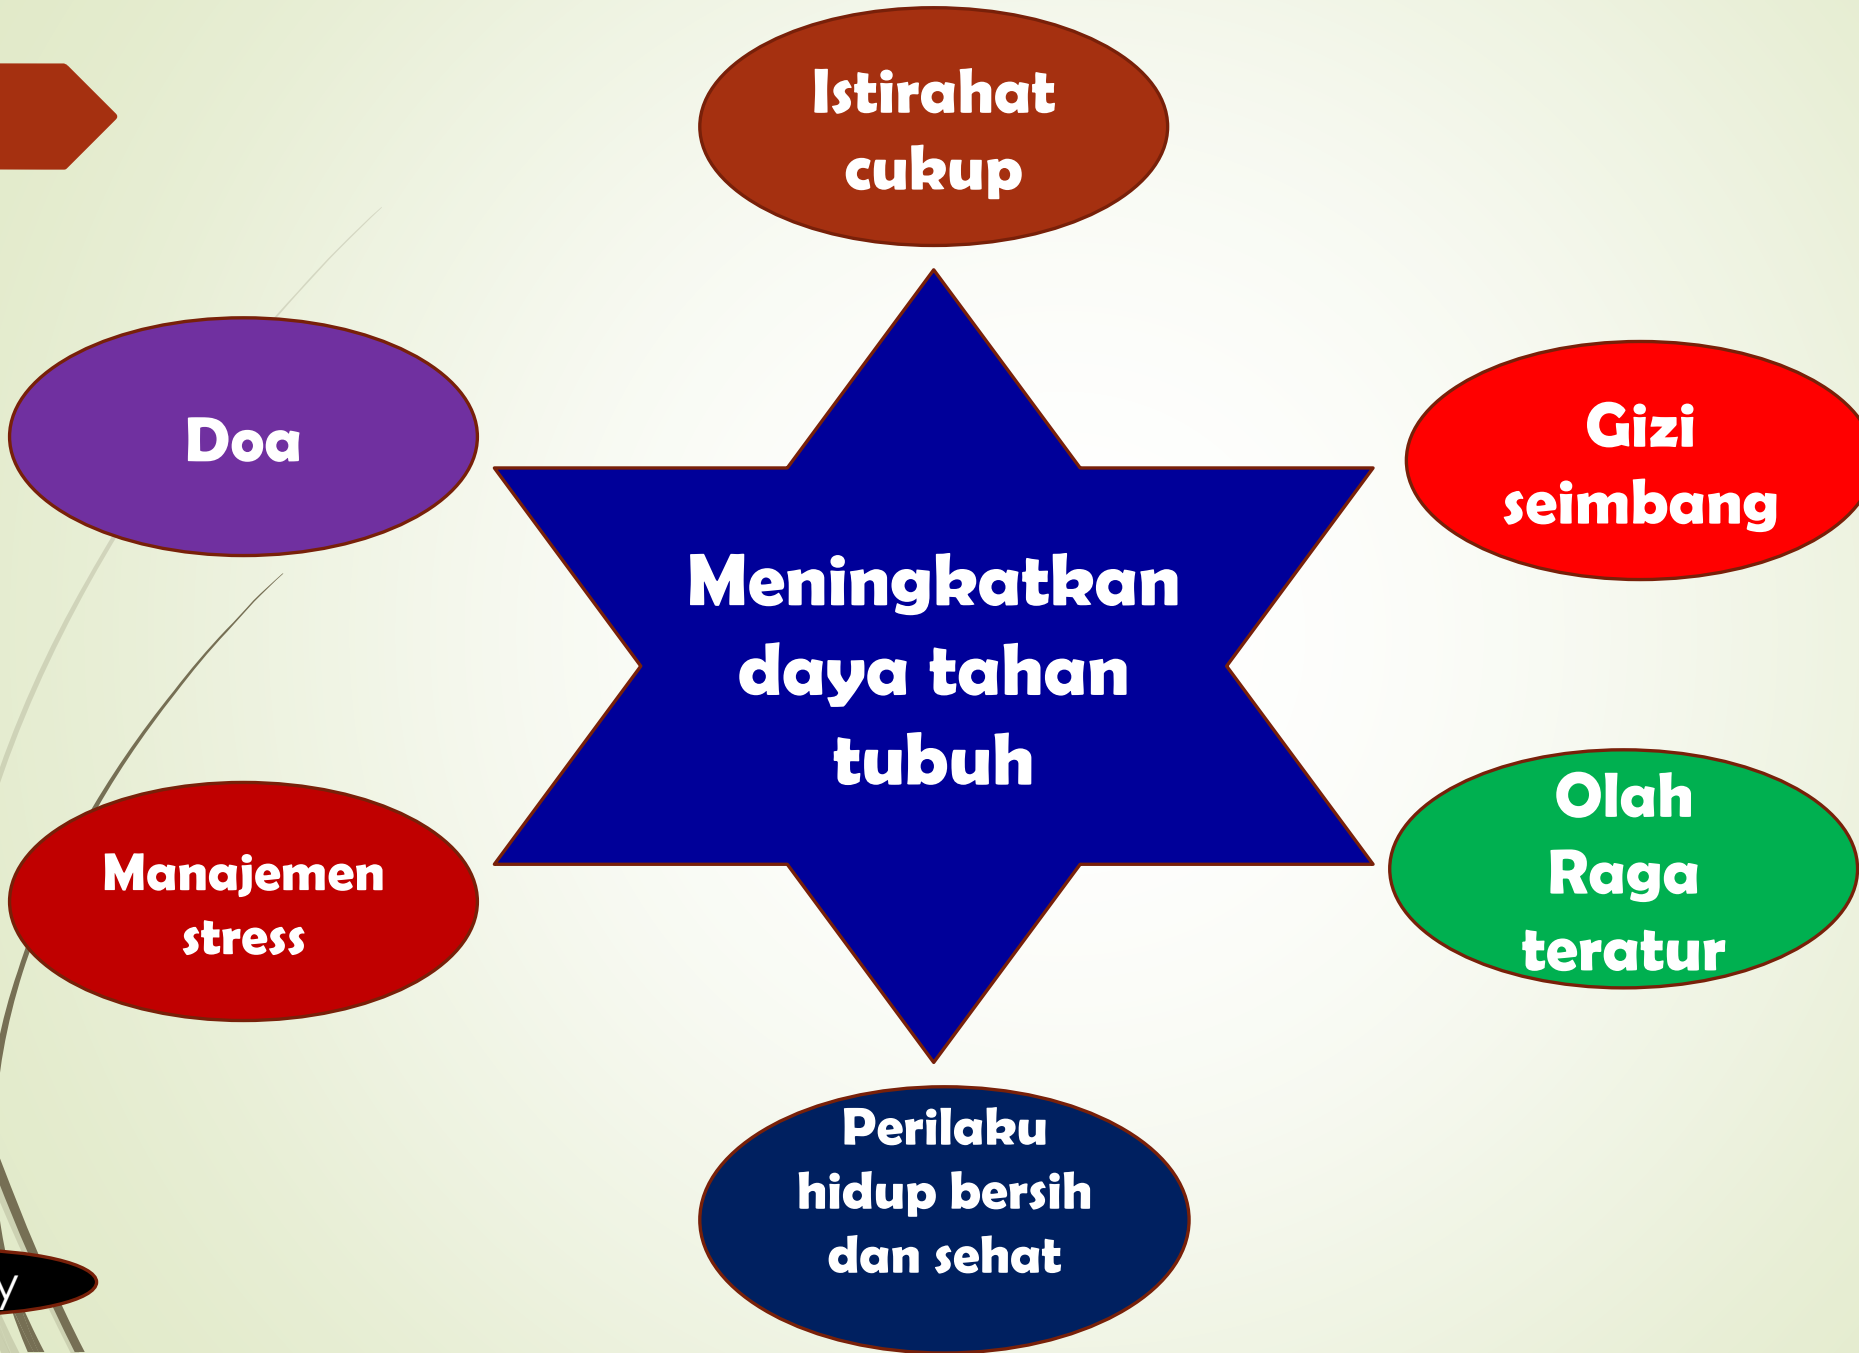 Istirahat
cukup
Doa
Gizi
seimbang
Meningkatkan
daya tahan
tubuh
Manajemen
stress
Olah
Raga
teratur
Perilaku
hidup bersih
dan sehat
y